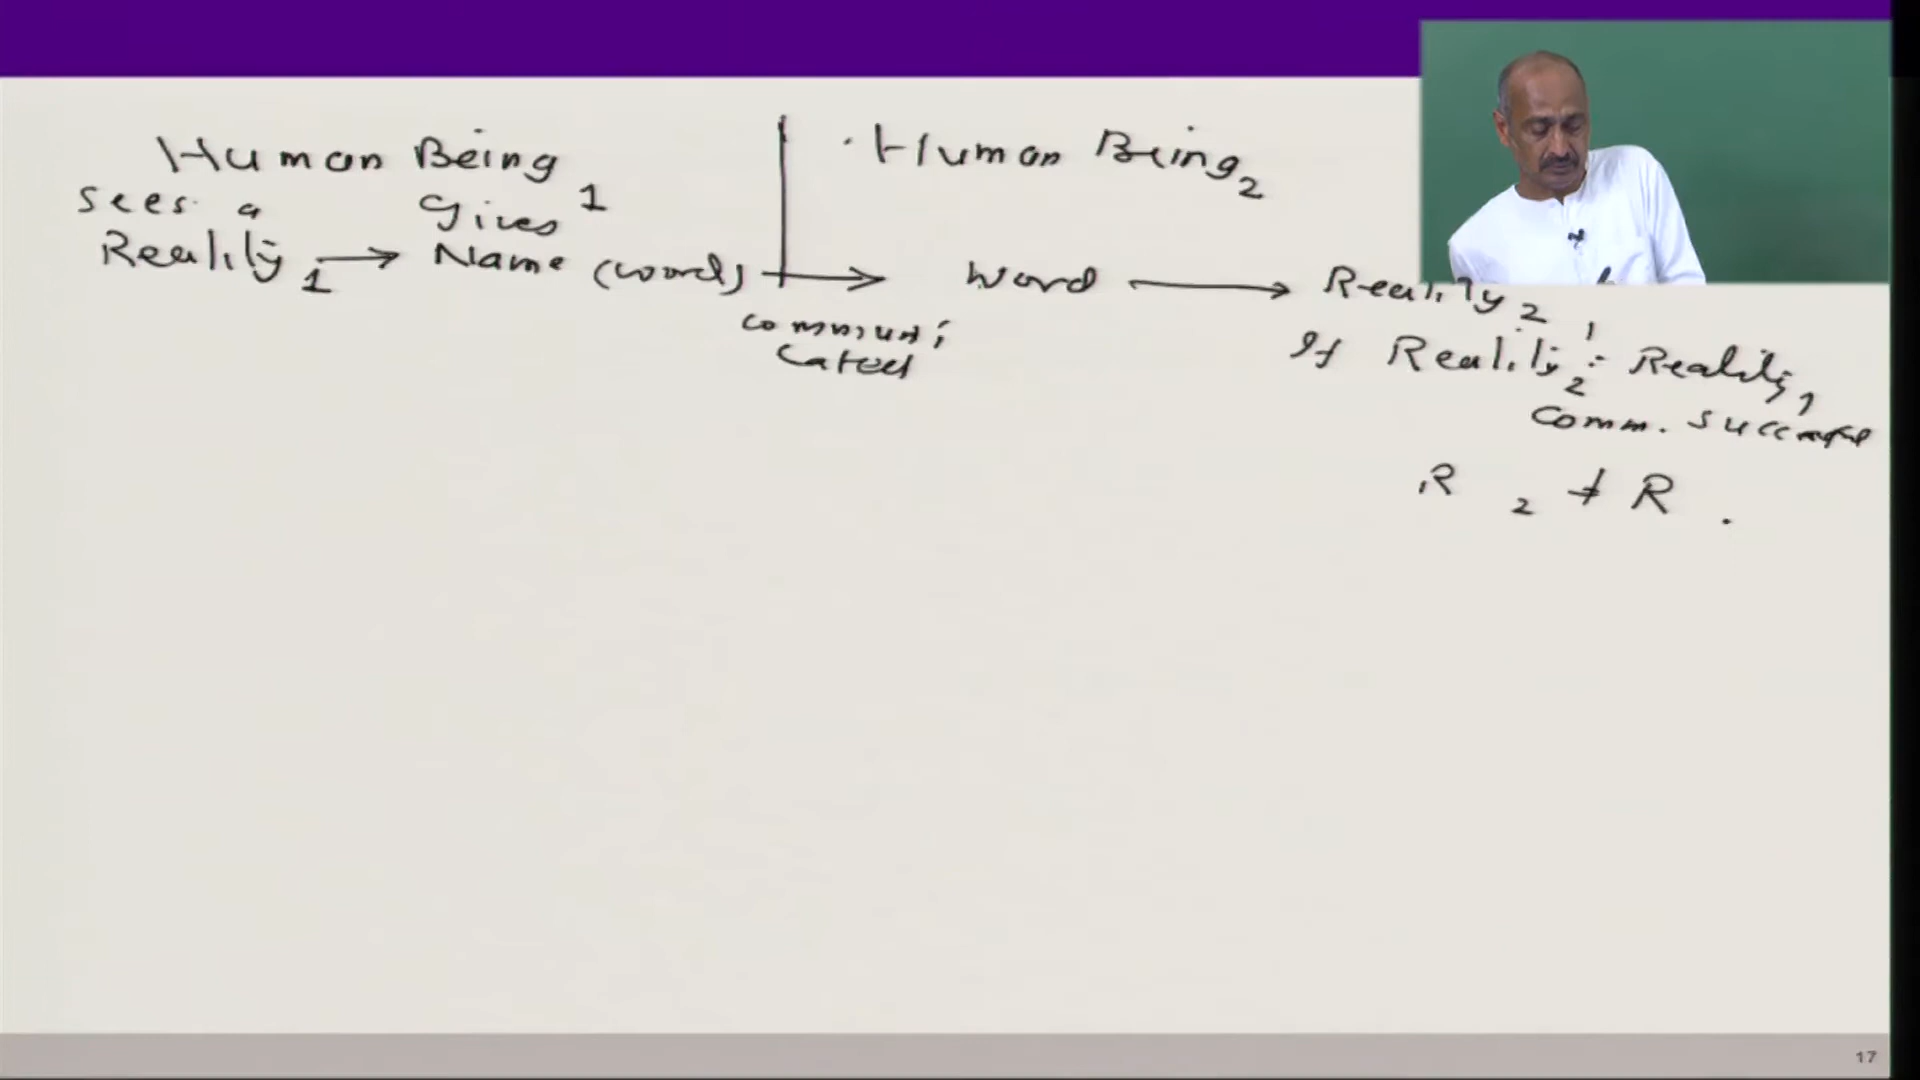 Human Being 1
sees a gives
Reality 1 → Name (word) → communicated
Human Being 2
word → Reality 2
If Reality 2 = Reality 1
comm. successful
R 2 ≠ R .
17